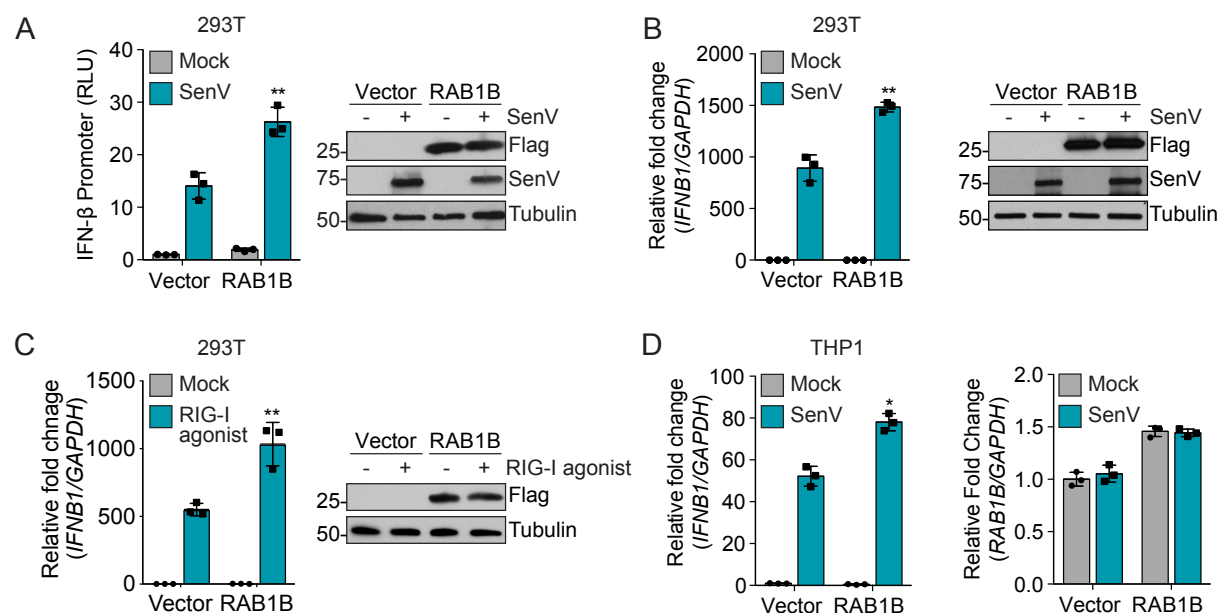 A
293T
IFN-β Promoter (RLU)
40
30
20
10
0
Mock
SenV
**
Vector RAB1B
Vector RAB1B
- + - + SenV
25 Flag
75 SenV
50 Tubulin
B
293T
Relative fold change
(IFNB1/GAPDH)
2000
1500
1000
500
0
Mock
SenV
**
Vector RAB1B
Vector RAB1B
- + - + SenV
25 Flag
75 SenV
50 Tubulin
C
293T
Relative fold chnage
(IFNB1/GAPDH)
1500
1000
500
0
Mock
RIG-I
agonist
**
Vector RAB1B
Vector RAB1B
- + - + RIG-I agonist
25 Flag
50 Tubulin
D
THP1
Relative fold change
(IFNB1/GAPDH)
100
80
60
40
20
0
Mock
SenV
*
Vector RAB1B
Relative Fold Change
(RAB1B/GAPDH)
2.0
1.5
1.0
0.5
0.0
Mock
SenV
Vector RAB1B